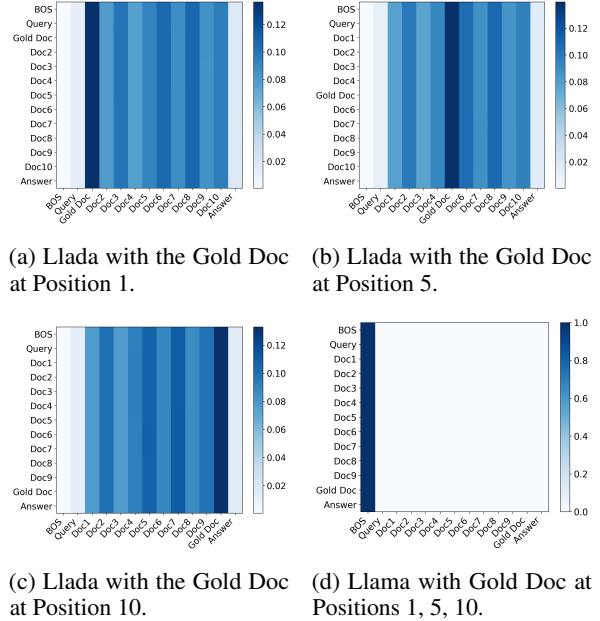 BOS
Query
Gold Doc
Doc2
Doc3
Doc4
Doc5
Doc6
Doc7
Doc8
Doc9
Doc10
Answer
BOS Query Gold Doc Doc2 Doc3 Doc4 Doc5 Doc6 Doc7 Doc8 Doc9 Doc10 Answer
0.12
0.10
0.08
0.06
0.04
0.02
(a) Llada with the Gold Doc
at Position 1.
BOS
Query
Doc1
Doc2
Doc3
Doc4
Gold Doc
Doc6
Doc7
Doc8
Doc9
Doc10
Answer
BOS Query Doc1 Doc2 Doc3 Doc4 Gold Doc Doc6 Doc7 Doc8 Doc9 Doc10 Answer
0.12
0.10
0.08
0.06
0.04
0.02
(b) Llada with the Gold Doc
at Position 5.
BOS
Query
Doc1
Doc2
Doc3
Doc4
Doc5
Doc6
Doc7
Doc8
Doc9
Gold Doc
Answer
BOS Query Doc1 Doc2 Doc3 Doc4 Doc5 Doc6 Doc7 Doc8 Doc9 Gold Doc Answer
0.12
0.10
0.08
0.06
0.04
0.02
(c) Llada with the Gold Doc
at Position 10.
BOS
Query
Doc1
Doc2
Doc3
Doc4
Doc5
Doc6
Doc7
Doc8
Doc9
Gold Doc
Answer
BOS Query Doc1 Doc2 Doc3 Doc4 Doc5 Doc6 Doc7 Doc8 Doc9 Gold Doc Answer
1.0
0.8
0.6
0.4
0.2
0.0
(d) Llama with Gold Doc at
Positions 1, 5, 10.